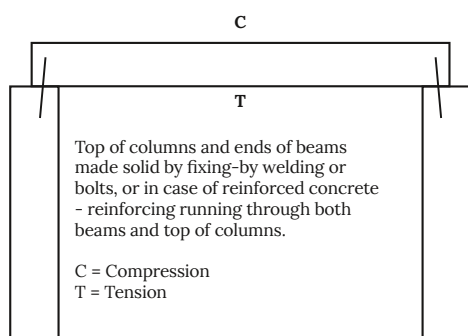 C
T
Top of columns and ends of beams
made solid by fixing-by welding or
bolts, or in case of reinforced concrete
- reinforcing running through both
beams and top of columns.
C = Compression
T = Tension